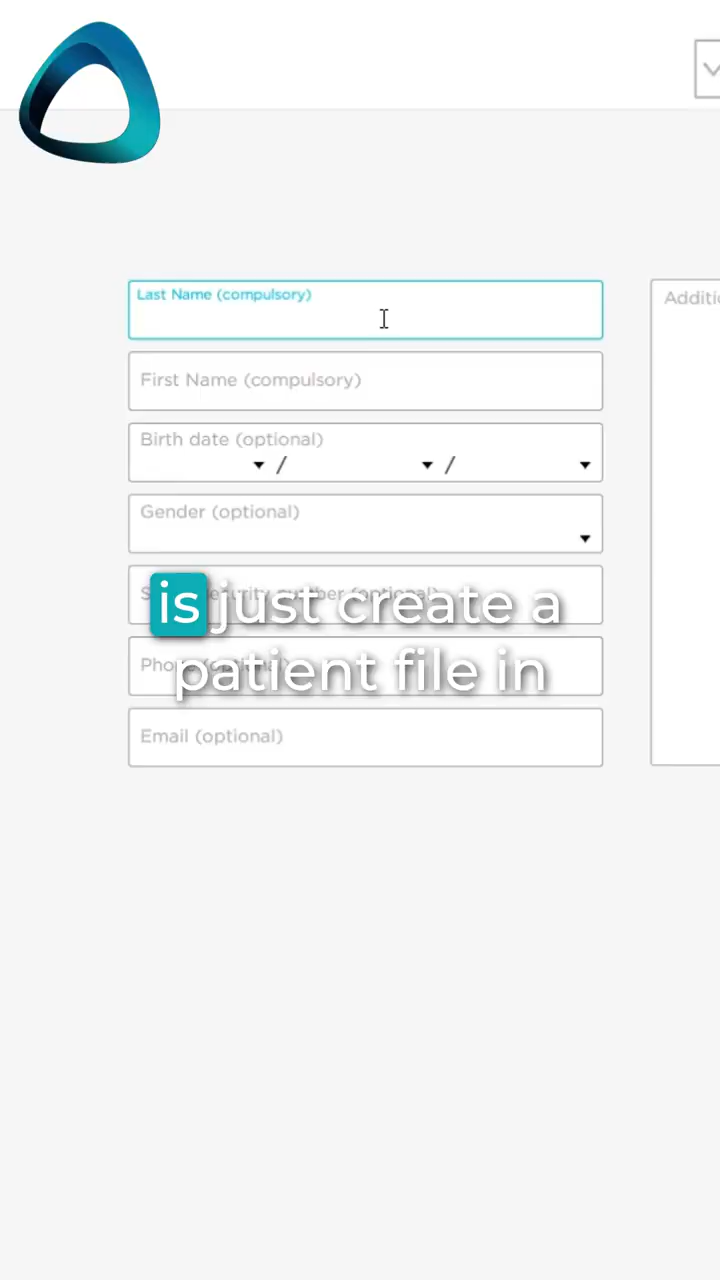 Last Name (compulsory)
First Name (compulsory)
Birth date (optional)
/ /
Gender (optional)
(optional)
is just create a
patient file in
Email (optional)